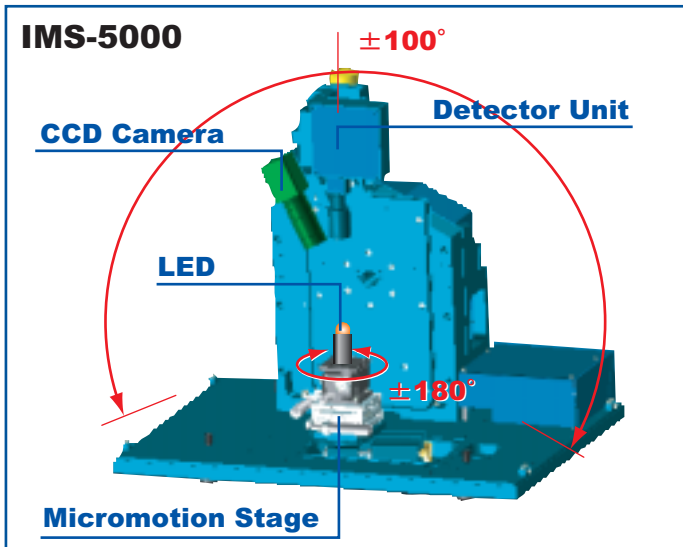 IMS-5000
±100°
Detector Unit
CCD Camera
LED
±180°
Micromotion Stage